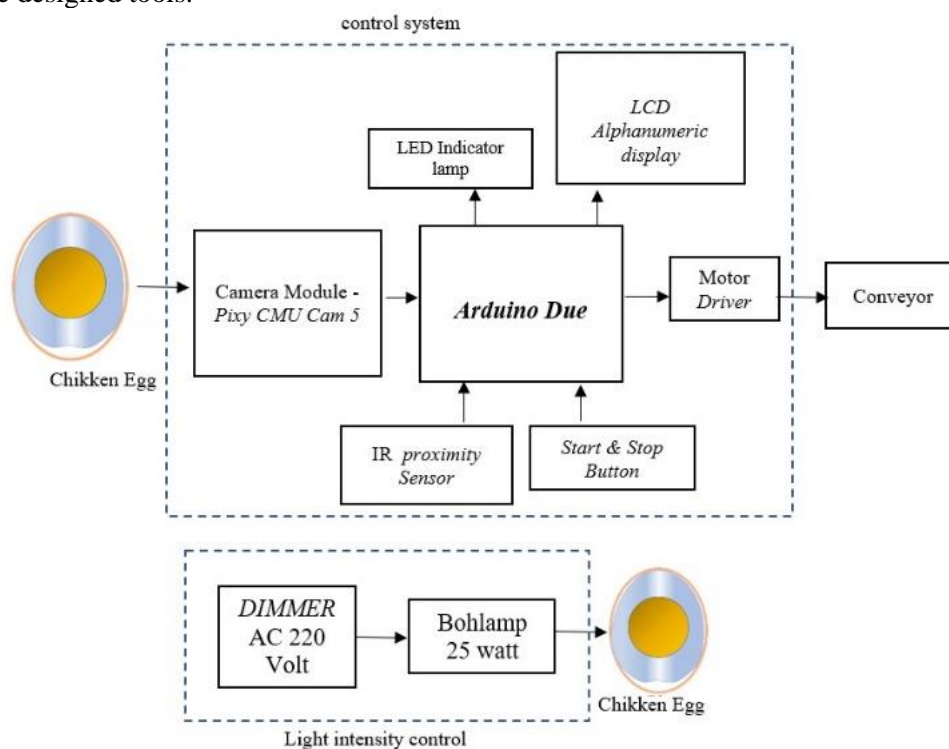 designed tools.
control system
LCD
Alphanumeric
display
LED Indicator
lamp
Camera Module -
Pixy CMU Cam 5
Arduino Due
Motor
Driver
Conveyor
Chikken Egg
IR proximity
Sensor
Start & Stop
Button
DIMMER
AC 220
Volt
Bohlamp
25 watt
Chikken Egg
Light intensity control